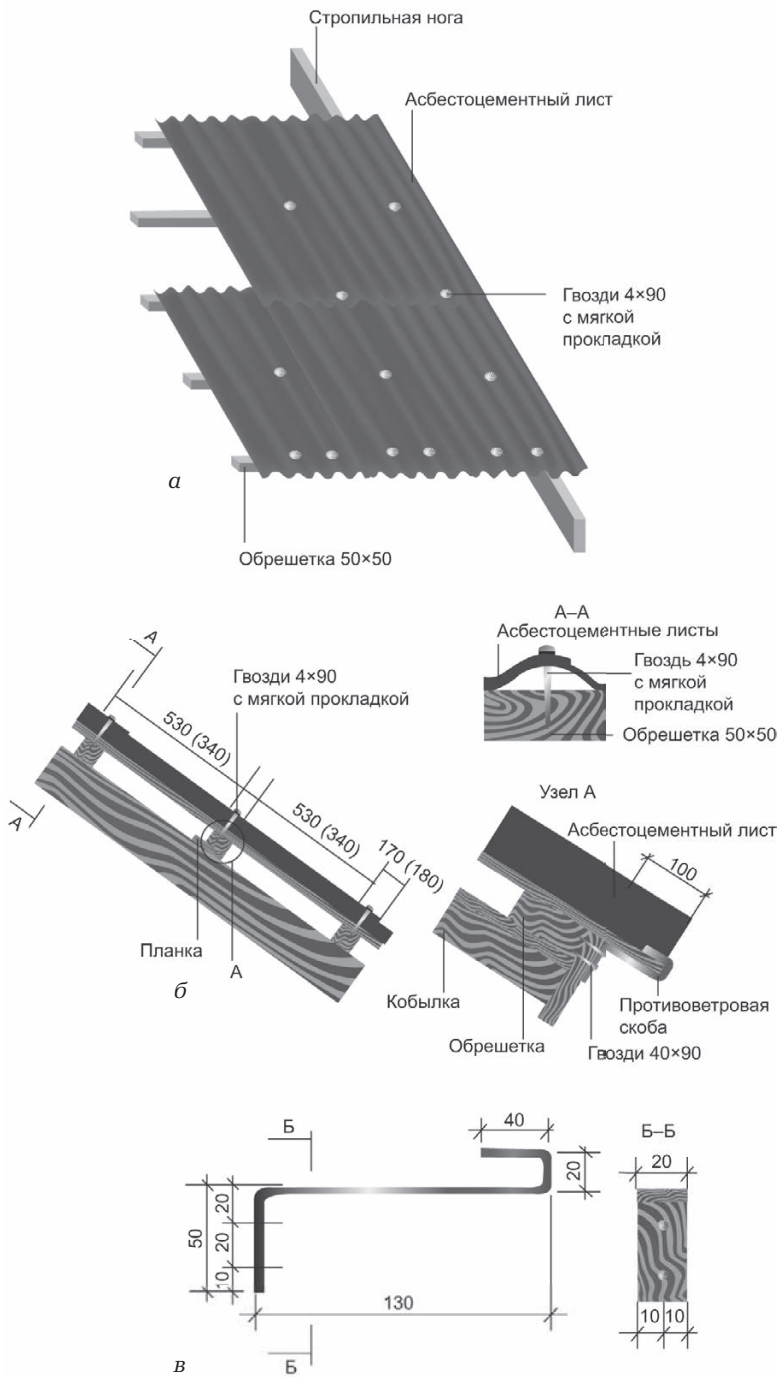 Стропильная нога
Асбестоцементный лист
Гвозди 4×90
с мягкой
прокладкой
а
Обрешетка 50×50
А–А
Асбестоцементные листы
Гвоздь 4×90
с мягкой
прокладкой
Обрешетка 50×50
А
Гвозди 4×90
с мягкой прокладкой
530 (340)
530 (340)
170 (180)
А
Планка
А
б
Узел А
Асбестоцементный лист
100
Кобылка
Обрешетка
Противоветровая
скоба
Гвозди 40×90
Б
40
20
50
20
20
10
130
Б
Б–Б
20
10
10
в